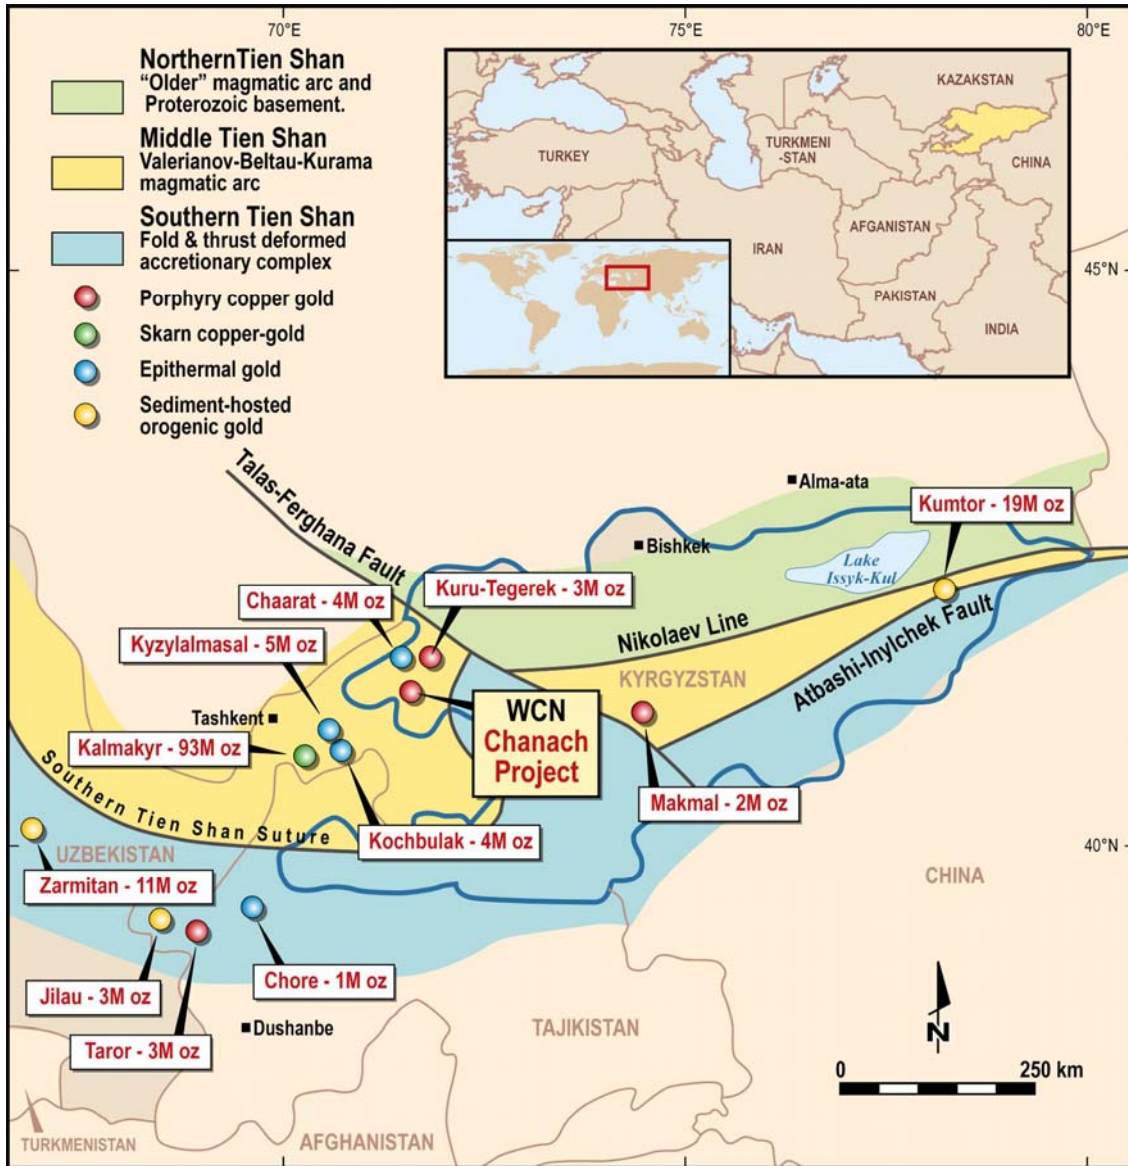 70°E
75°E
80°E
NorthernTien Shan
“Older” magmatic arc and
Proterozoic basement.
Middle Tien Shan
Valerianov-Beltau-Kurama
magmatic arc
Southern Tien Shan
Fold & thrust deformed
accretionary complex
Porphyry copper gold
Skarn copper-gold
Epithermal gold
Sediment-hosted
orogenic gold
KAZAKSTAN
TURKEY
TURKMENI
-STAN
CHINA
IRAN
AFGANISTAN
PAKISTAN
INDIA
45°N
Talas-Ferghana Fault
Alma-ata
Kumtor - 19M oz
Bishkek
Lake
Issyk-Kul
Kuru-Tegerek - 3M oz
Chaarat - 4M oz
Nikolaev Line
Kyzylalmasal - 5M oz
KYRGYZSTAN
Atbashi-Inylchek Fault
WCN
Chanach
Project
Tashkent
Kalmakyr - 93M oz
Makmal - 2M oz
Southern Tien Shan Suture
Kochbulak - 4M oz
40°N
UZBEKISTAN
Zarmitan - 11M oz
CHINA
Chore - 1M oz
Jilau - 3M oz
Taror - 3M oz
Dushanbe
TAJIKISTAN
N
0
250 km
TURKMENISTAN
AFGHANISTAN